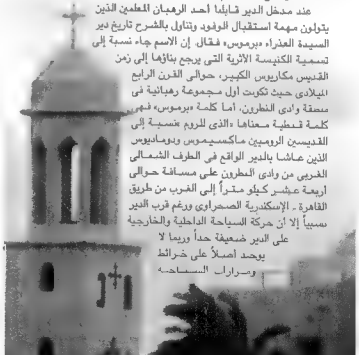 عند مدخل الدير قابلنا أحد الرهبان المعلمين الذين
يتولون مهمة استقبال الوفود وتناول بالشرح تاريخ دير
السيدة العذراء «برموس» فقال. إن الاسم جاء نسبة إلى
تسمية الكنيسة الأثرية التى يرجع بناؤها إلى زمن
القديس مكاريوس الكبير، حوالى القرن الرابع
الميلادى حيث تكونت أول مجموعة رهبانية فى
منطقة وادى النطرون. أما كلمة «برموس» فهى
كلمة قبطية معناها «الذى للروم «نسبة إلى
القديسين الروميين ماكسيموس ودوماديوس
الذين عاشا بالدير الواقع فى الطرف الشمالى
الغربى من وادى النطرون على مسافة حوالى
أربعة عشر كيلو متراً إلى الغرب من طريق
القاهرة ـ الإسكندرية الصحراوى ورغم قرب الدير
نسبياً إلا أن حركة السياحة الداخلية والخارجية
على الدير ضعيفة جداً وربما لا
يوجد أصلاً على خرائط
ومزارات السياحة